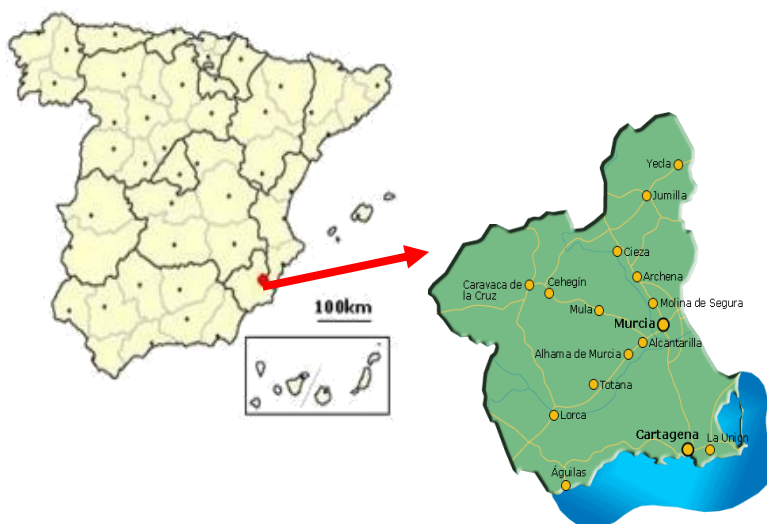 100km
Yecla
Jumilla
Cieza
Archena
Caravaca de
la Cruz
Cehegín
Molina de Segura
Mula
Murcia
Alcantarilla
Alhama de Murcia
Totana
Lorca
Cartagena
La Unión
Águilas